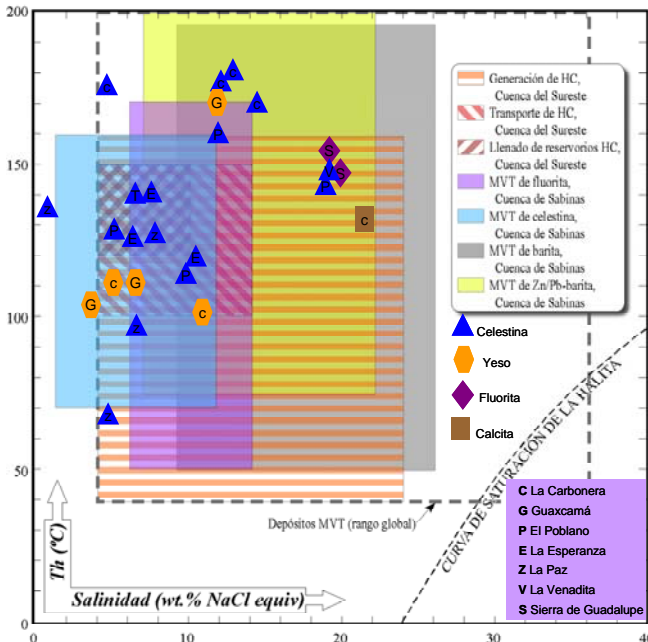 200
150
100
50
0
0
10
20
30
40
Th (ºC)
Salinidad (wt.% NaCl equiv)
Generación de HC,
Cuenca del Sureste
Transporte de HC,
Cuenca del Sureste
Llenado de reservorios HC,
Cuenca del Sureste
MVT de fluorita,
Cuenca de Sabinas
MVT de celestina,
Cuenca de Sabinas
MVT de barita,
Cuenca de Sabinas
MVT de Zn/Pb-barita,
Cuenca de Sabinas
Celestina
Yeso
Fluorita
Calcita
CURVA DE SATURACIÓN DE LA HALITA
Depósitos MVT (rango global)
C La Carbonera
G Guaxcamá
P El Poblano
E La Esperanza
Z La Paz
V La Venadita
S Sierra de Guadalupe
c
c
c
G
c
P
S
V
S
P
c
T
E
P
E
z
E
P
c
G
G
c
z
z